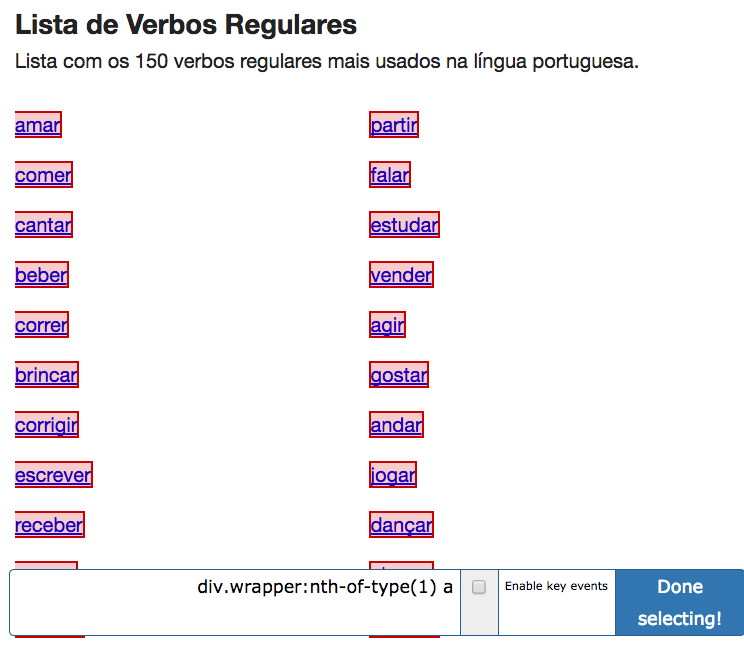 Lista de Verbos Regulares
Lista com os 150 verbos regulares mais usados na língua portuguesa.
amar partir
comer falar
cantar estudar
beber vender
correr agir
brincar gostar
corrigir andar
escrever jogar
receber dançar
div.wrapper:nth-of-type(1) a Enable key events Done
selecting!